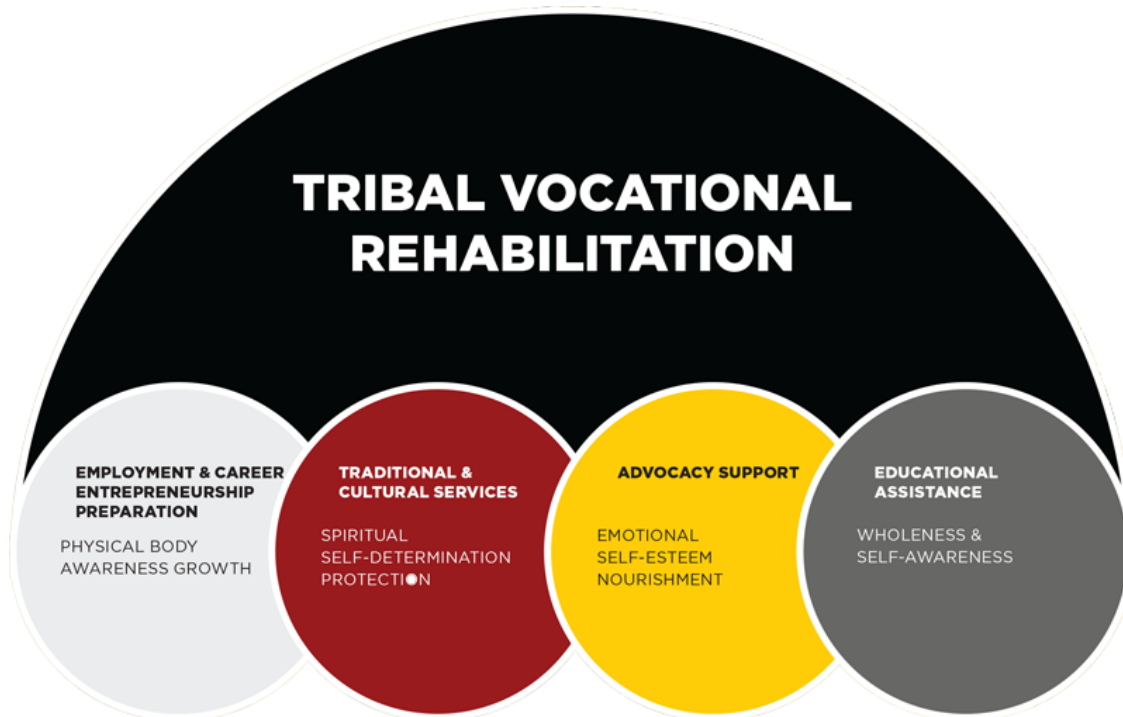 TRIBAL VOCATIONAL
REHABILITATION
EMPLOYMENT & CAREER
ENTREPRENEURSHIP
PREPARATION
PHYSICAL BODY
AWARENESS GROWTH
TRADITIONAL &
CULTURAL SERVICES
SPIRITUAL
SELF-DETERMINATION
PROTECTION
ADVOCACY SUPPORT
EMOTIONAL
SELF-ESTEEM
NOURISHMENT
EDUCATIONAL
ASSISTANCE
WHOLENESS &
SELF-AWARENESS